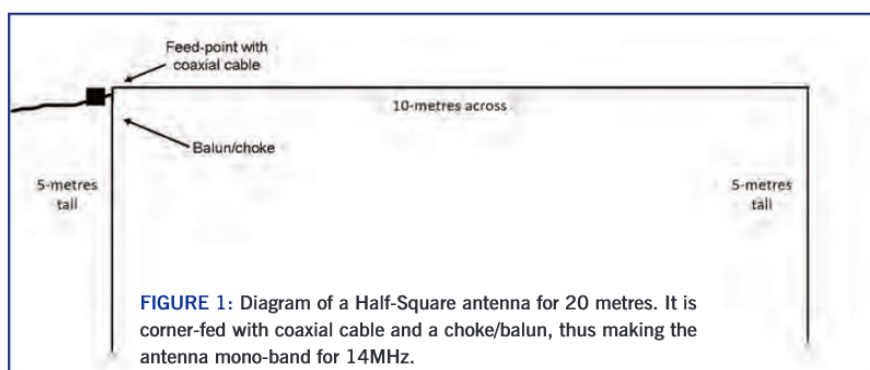 Feed-point with
coaxial cable
10-metres across
Balun/choke
5-metres
tall
5-metres
tall
FIGURE 1: Diagram of a Half-Square antenna for 20 metres. It is
corner-fed with coaxial cable and a choke/balun, thus making the
antenna mono-band for 14MHz.